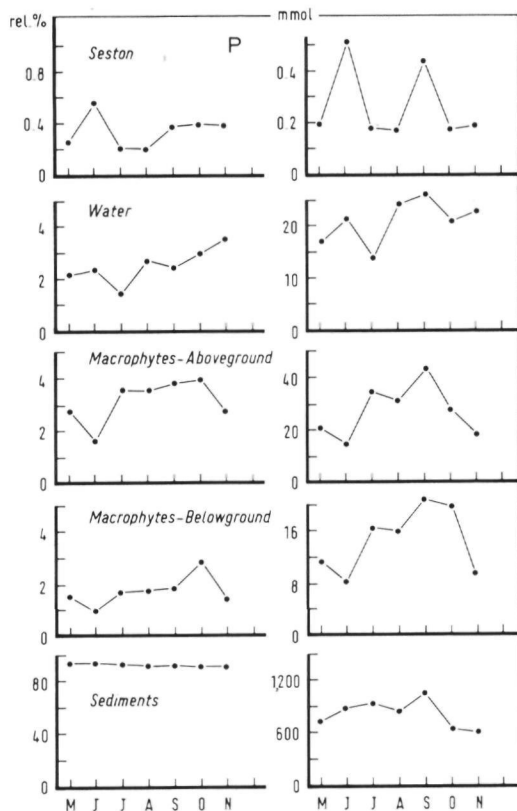 rel.% mmol
Seston P
1.2
0.8 0.4
0.4 0.2
0 0
Water
4 20
2 10
0 0
Macrophytes-Aboveground
4 40
2 20
0 0
Macrophytes-Belowground
4 16
2 8
0 0
Sediments
80 1,200
40 600
0 0
M J J A S O N M J J A S O N